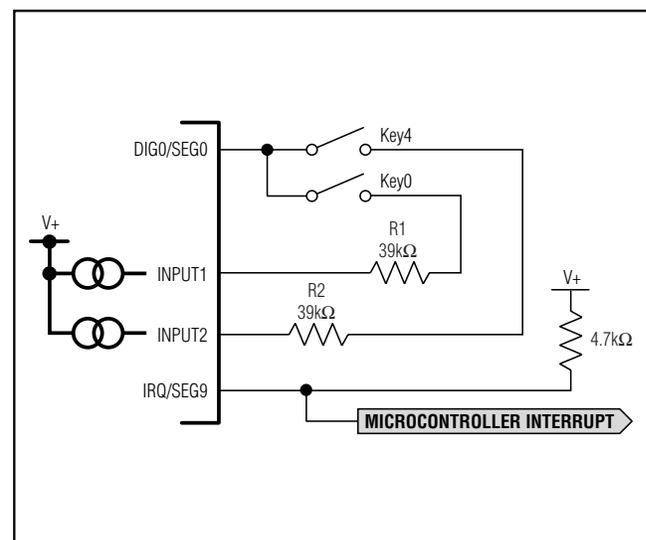 DIG0/SEG0
Key4
Key0
V+
R1
39kΩ
INPUT1
R2
39kΩ
V+
INPUT2
4.7kΩ
IRQ/SEG9
MICROCONTROLLER INTERRUPT